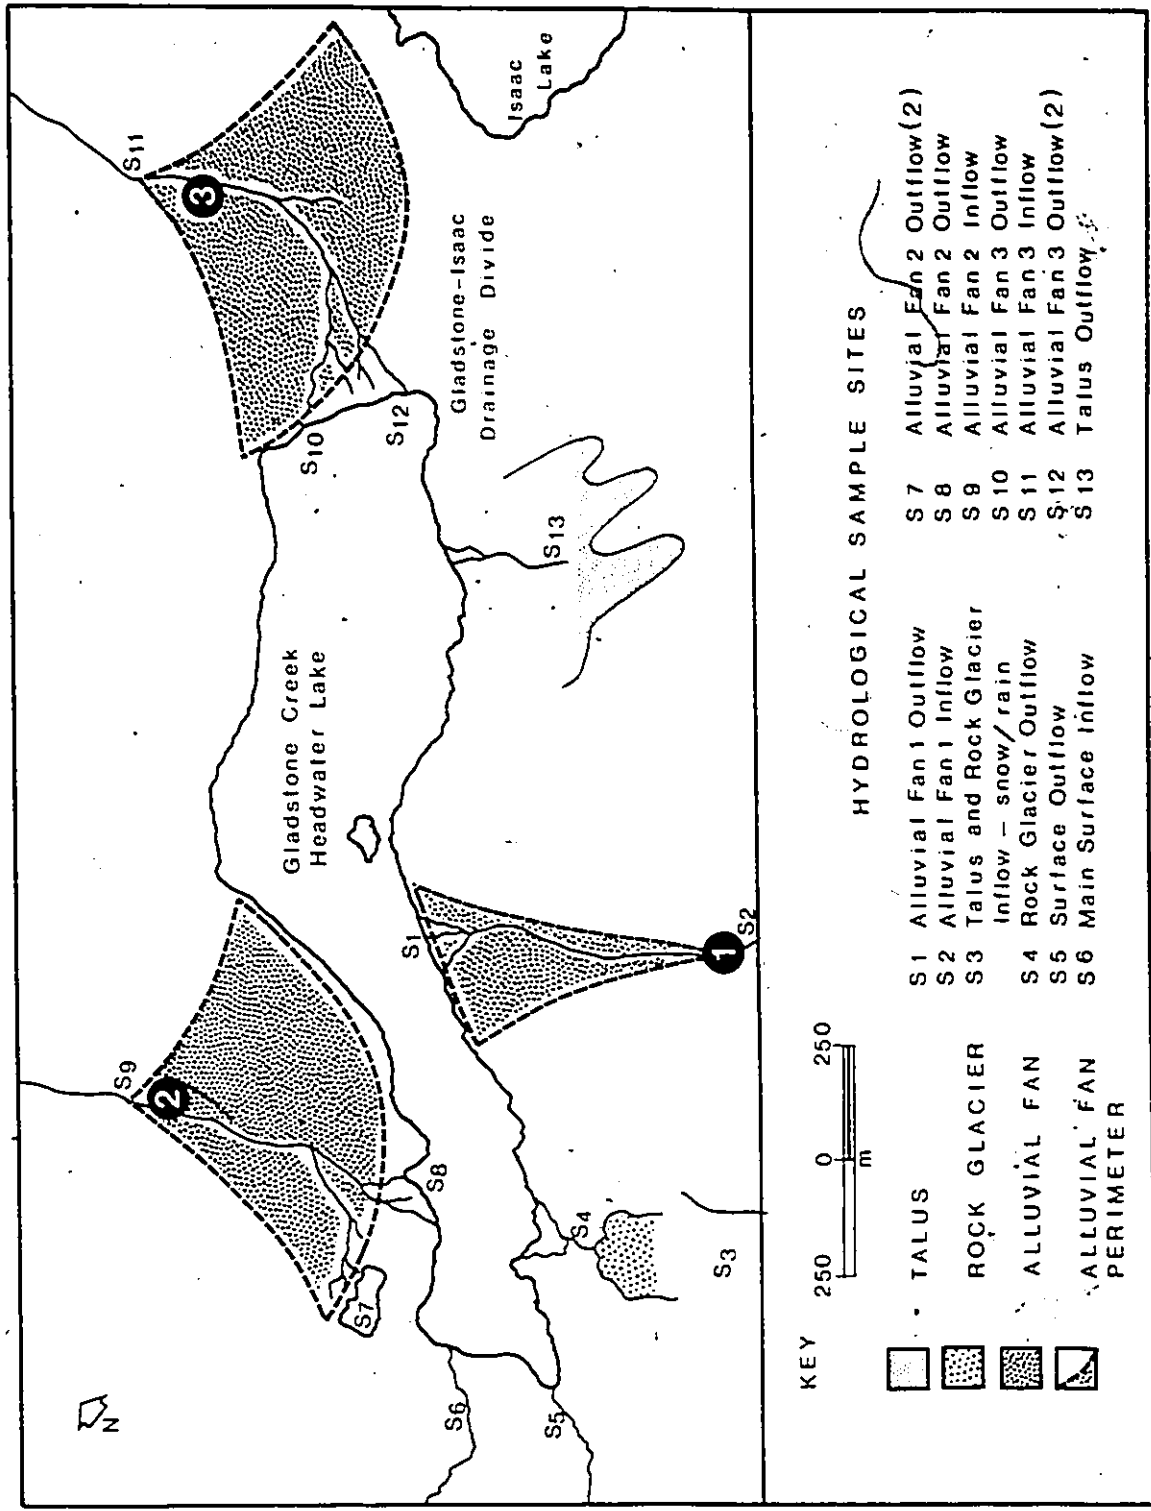 N
S9
2
S7
S8
S6
S5
S4
S3
S1
1
S2
Gladstone Creek
Headwater Lake
S11
3
S10
S12
S13
Gladstone-Isaac
Drainage Divide
Isaac
Lake
KEY
TALUS
ROCK GLACIER
ALLUVIAL FAN
ALLUVIAL FAN
PERIMETER
250 0 250
m
HYDROLOGICAL SAMPLE SITES
S1 Alluvial Fan 1 Outflow
S2 Alluvial Fan 1 Inflow
S3 Talus and Rock Glacier
Inflow – snow/rain
S4 Rock Glacier Outflow
S5 Surface Outflow
S6 Main Surface Inflow
S7 Alluvial Fan 2 Outflow(2)
S8 Alluvial Fan 2 Outflow
S9 Alluvial Fan 2 Inflow
S10 Alluvial Fan 3 Outflow
S11 Alluvial Fan 3 Inflow
S12 Alluvial Fan 3 Outflow(2)
S13 Talus Outflow